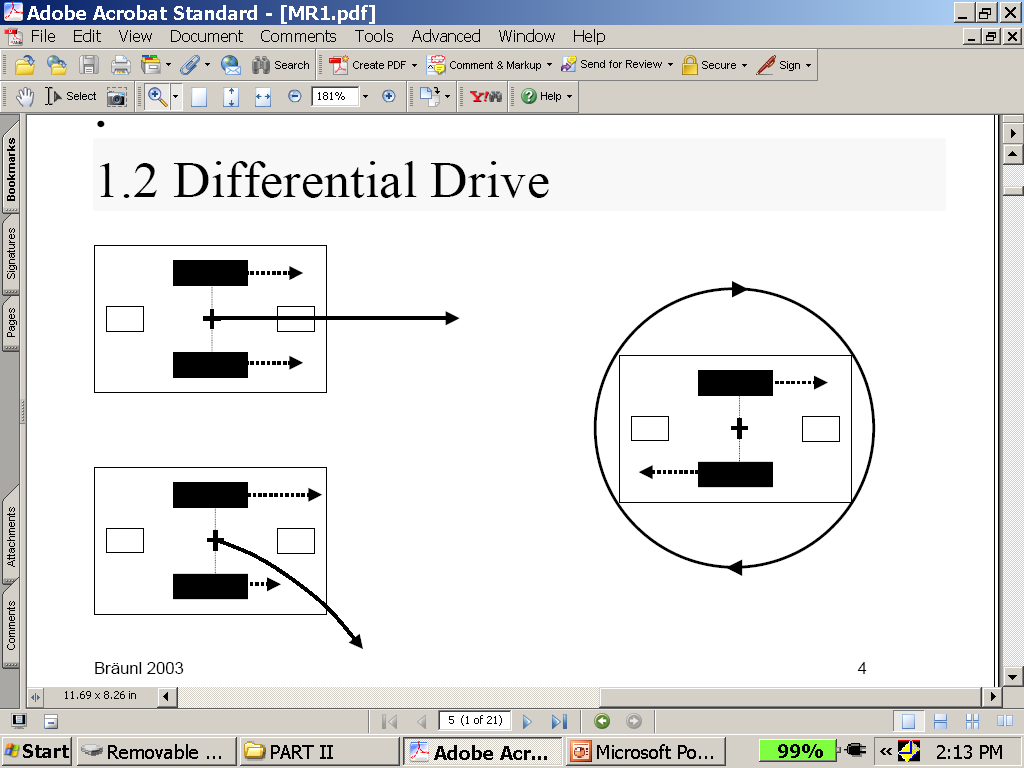 Adobe Acrobat Standard - [MR1.pdf]
File Edit View Document Comments Tools Advanced Window Help
Search Create PDF Comment & Markup Send for Review Secure Sign
Select 181% Y! Help
Bookmarks
Signatures
Pages
Attachments
Comments
•
1.2 Differential Drive
Bräunl 2003 4
11.69 x 8.26 in
5 (1 of 21)
Start Removable ... PART II Adobe Acr... Microsoft Po... 99% « 2:13 PM